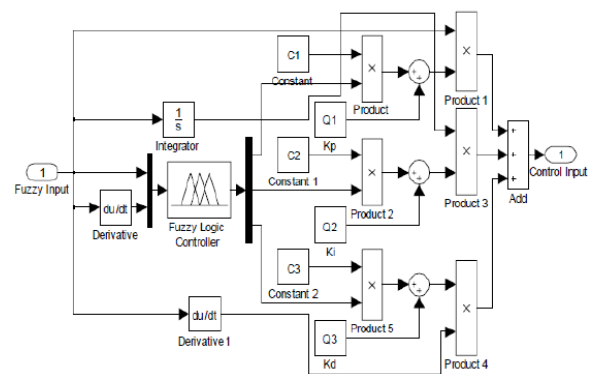 C1
Constant
×
Product
+
+
×
Product 1
1
s
Integrator
Q1
Kp
1
Fuzzy Input
du/dt
Derivative
Fuzzy Logic
Controller
C2
Constant 1
×
Product 2
+
+
×
Product 3
+
+
+
Add
1
Control Input
Q2
Ki
C3
Constant 2
×
Product 5
+
+
×
Product 4
du/dt
Derivative 1
Q3
Kd